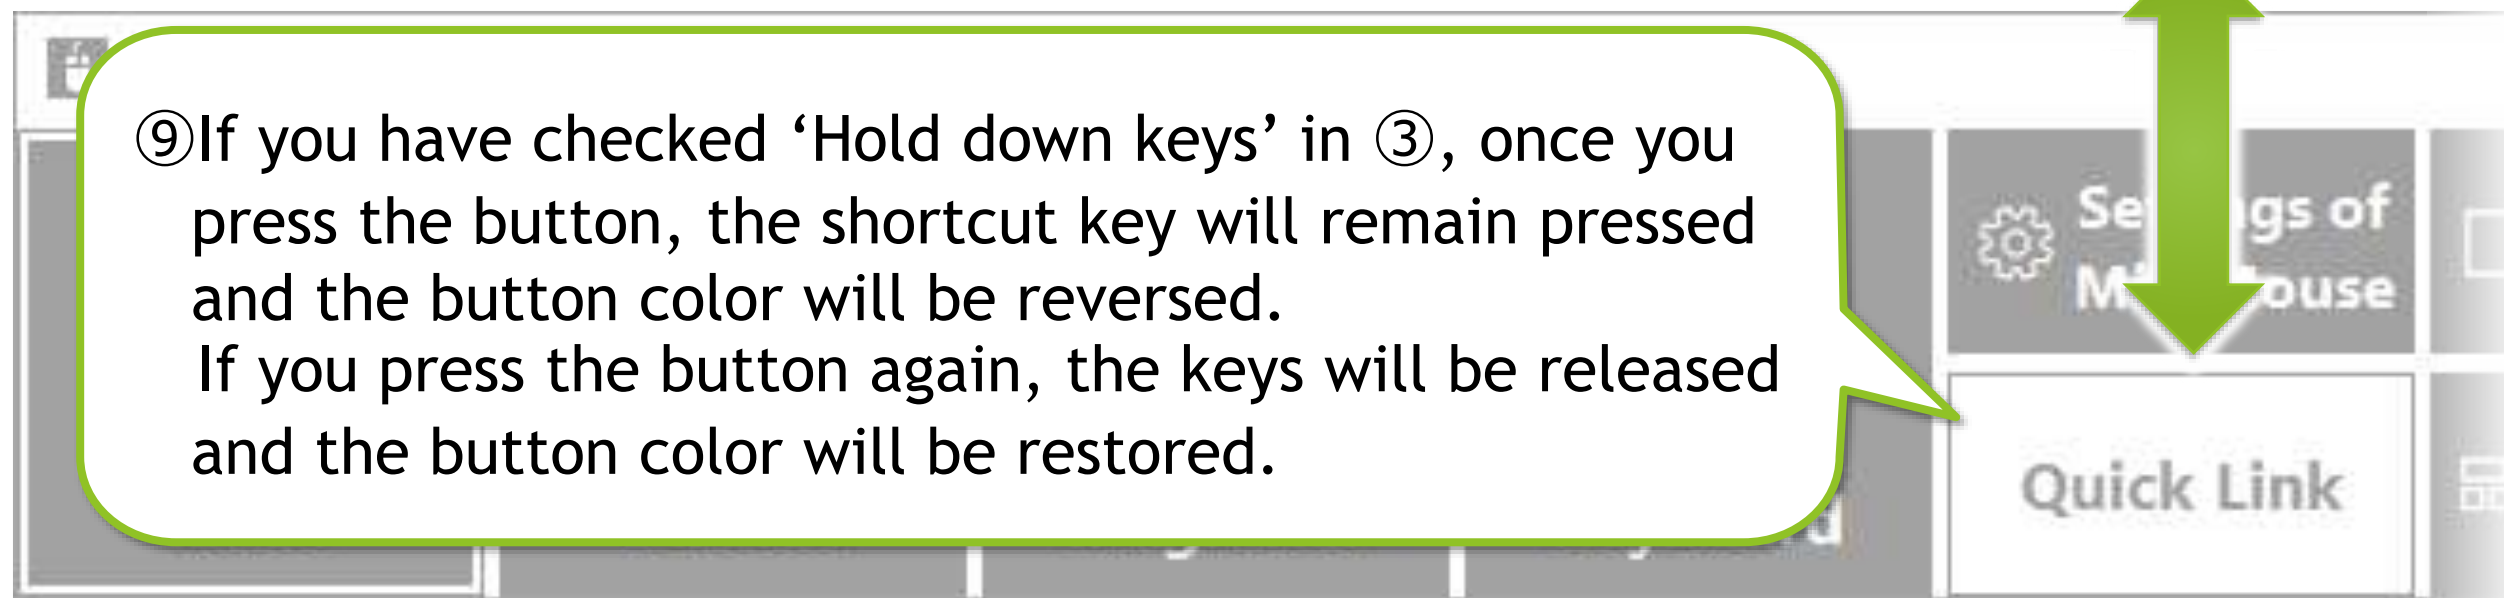 ⑨If you have checked ‘Hold down keys’ in ③, once you
press the button, the shortcut key will remain pressed
and the button color will be reversed.
If you press the button again, the keys will be released
and the button color will be restored.
of
Quick Link